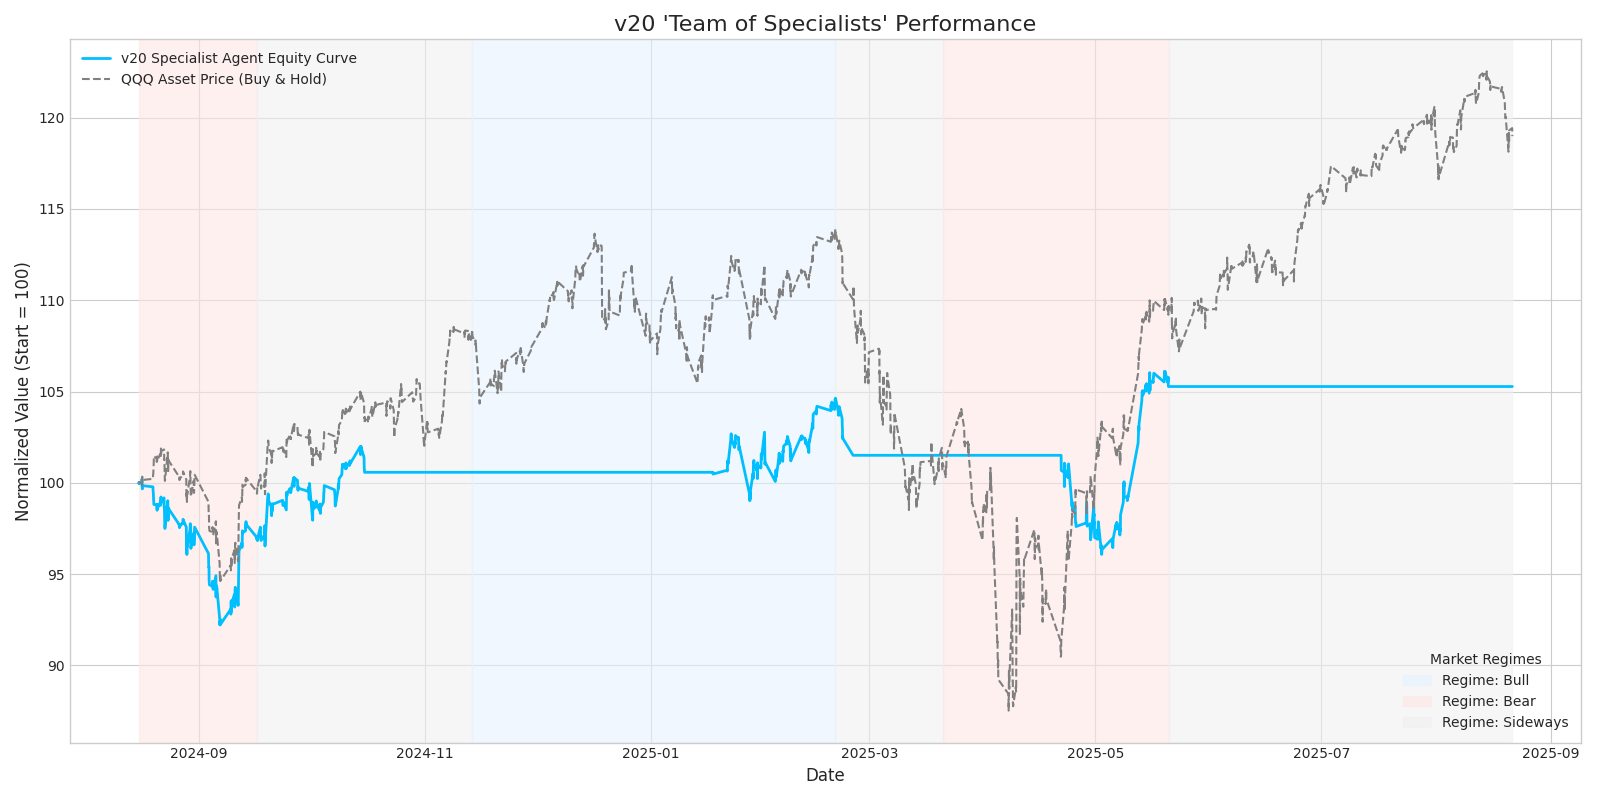 v20 'Team of Specialists' Performance
v20 Specialist Agent Equity Curve
QQQ Asset Price (Buy & Hold)
Normalized Value (Start = 100)
120
115
110
105
100
95
90
Market Regimes
Regime: Bull
Regime: Bear
Regime: Sideways
2024-09
2024-11
2025-01
2025-03
2025-05
2025-07
2025-09
Date